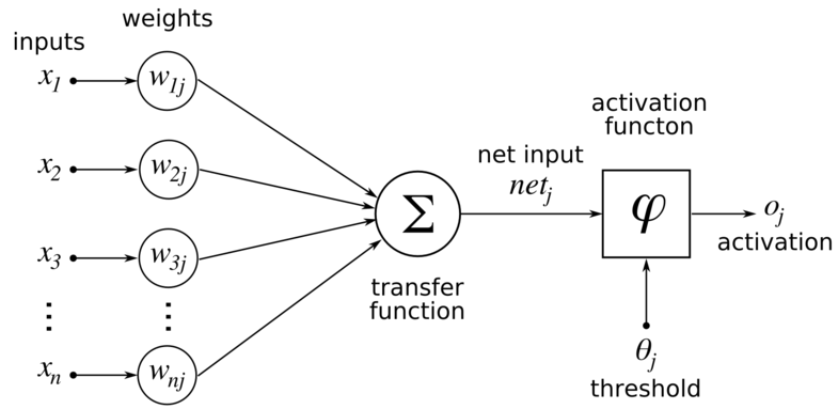 weights
inputs
x₁
w₁ⱼ
activation
functon
x₂
w₂ⱼ
net input
netⱼ
Σ
φ
oⱼ
activation
x₃
w₃ⱼ
transfer
function
⋮
⋮
θⱼ
threshold
xₙ
wₙⱼ